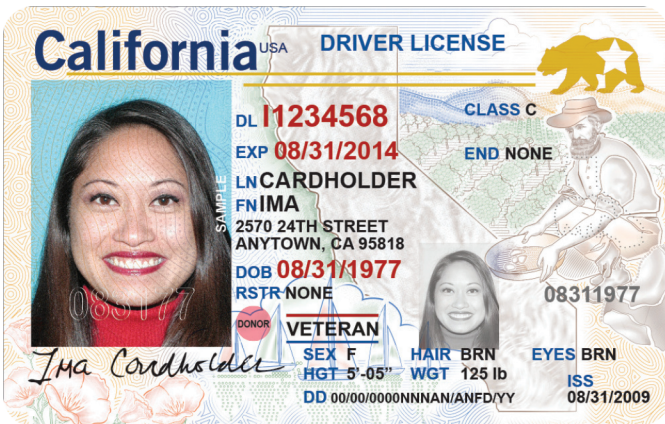 California USA DRIVER LICENSE
DL I1234568 CLASS C
EXP 08/31/2014 END NONE
LN CARDHOLDER
FN IMA
2570 24TH STREET
ANYTOWN, CA 95818
DOB 08/31/1977
RSTR NONE 08311977
SAMPLE
083177
DONOR
VETERAN
Ima Cardholder
SEX F HAIR BRN EYES BRN
HGT 5'-05" WGT 125 lb ISS
DD 00/00/0000NNNAN/ANFD/YY 08/31/2009